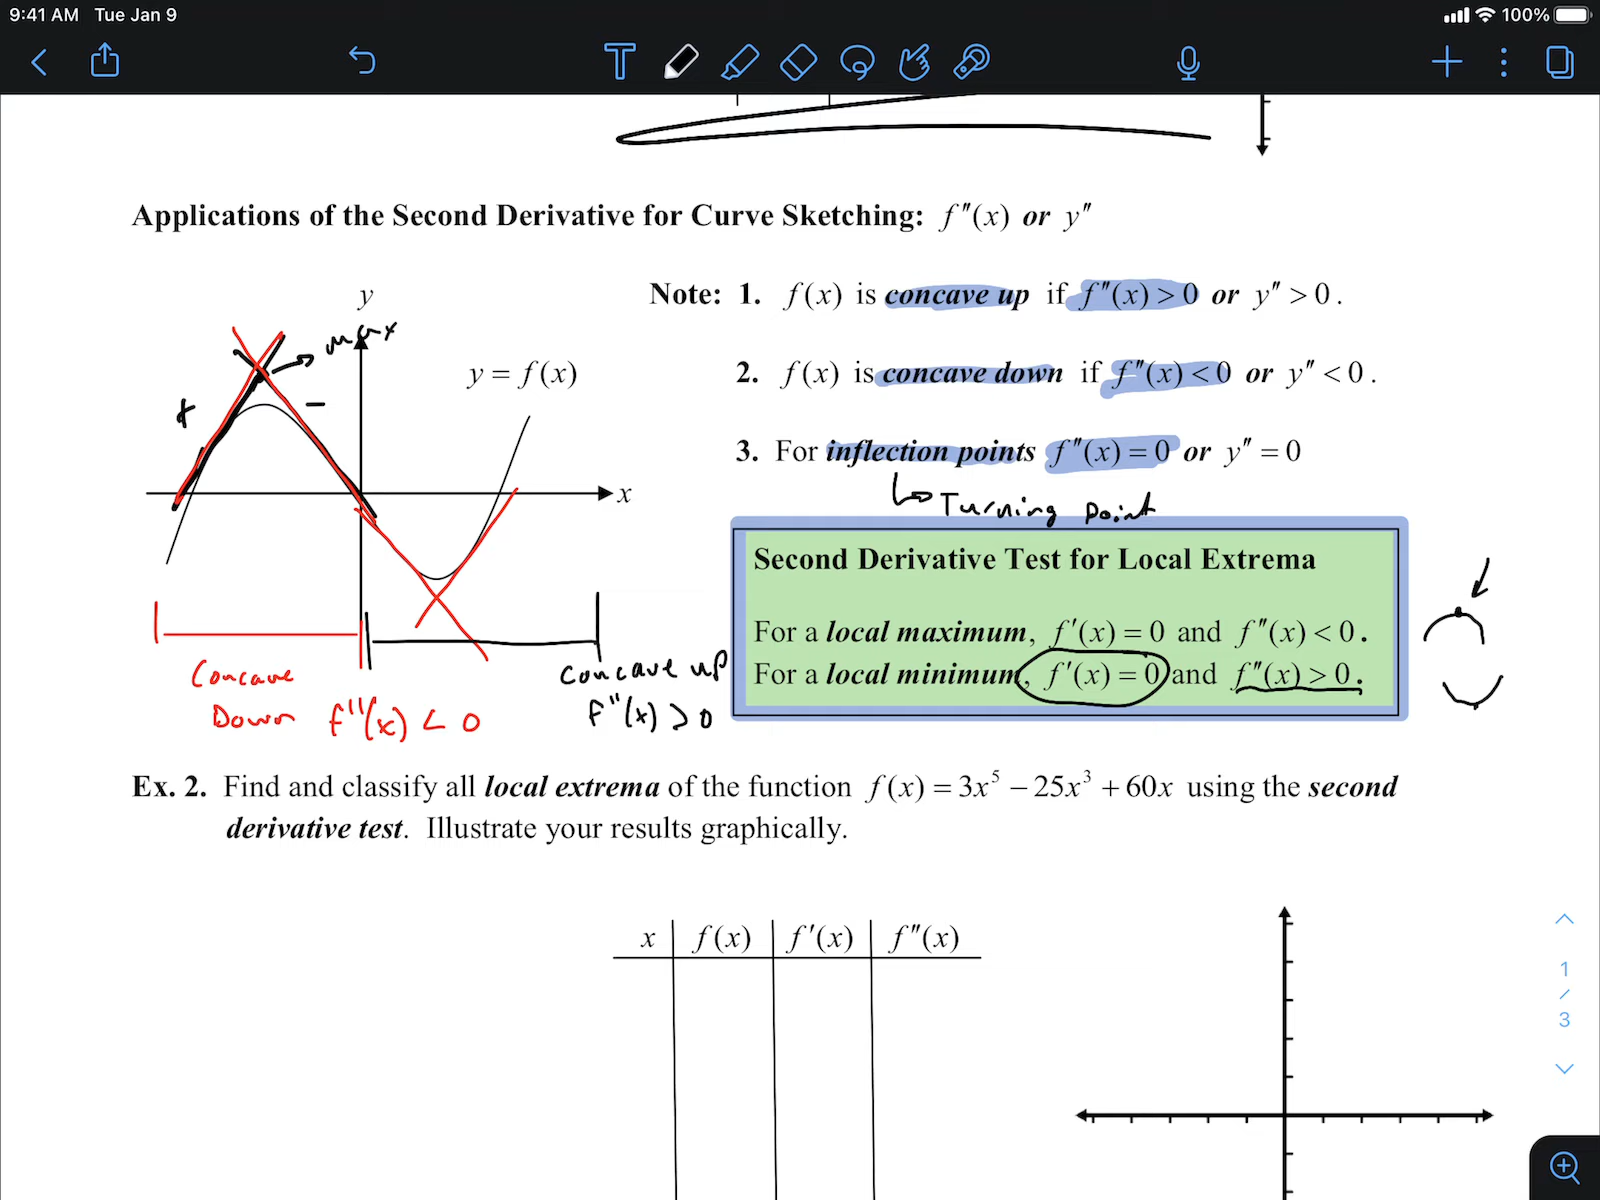 9:41 AM Tue Jan 9
100%
Applications of the Second Derivative for Curve Sketching: f″(x) or y″
y
max
y = f(x)
+
−
x
Concave
Down f''(x) < 0
Concave up
f"(x) > 0
Note: 1. f(x) is concave up if f″(x) > 0 or y″ > 0.
2. f(x) is concave down if f″(x) < 0 or y″ < 0.
3. For inflection points f″(x) = 0 or y″ = 0
Turning Point
Second Derivative Test for Local Extrema
For a local maximum, f′(x) = 0 and f″(x) < 0.
For a local minimum, f′(x) = 0 and f″(x) > 0.
Ex. 2. Find and classify all local extrema of the function f(x) = 3x⁵ − 25x³ + 60x using the second
derivative test. Illustrate your results graphically.
x f(x) f′(x) f″(x)
1
/
3